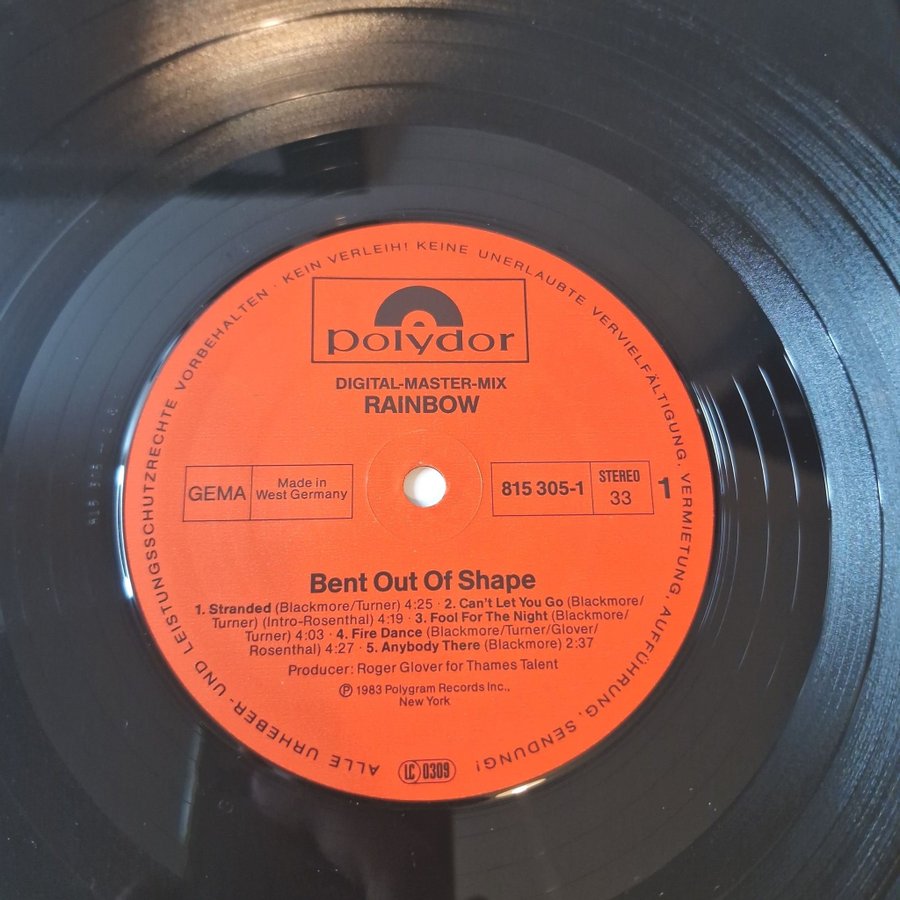 ALLE URHEBER- UND LEISTUNGSSCHUTZRECHTE VORBEHALTEN · KEIN VERLEIH! KEINE UNERLAUBTE VERVIELFÄLTIGUNG, VERMIETUNG, AUFFÜHRUNG, SENDUNG!
polydor
DIGITAL-MASTER-MIX
RAINBOW
GEMA
Made in
West Germany
815 305-1
STEREO
33
1
Bent Out Of Shape
1. Stranded (Blackmore/Turner) 4:25 · 2. Can't Let You Go (Blackmore/
Turner) (Intro-Rosenthal) 4:19 · 3. Fool For The Night (Blackmore/
Turner) 4:03 · 4. Fire Dance (Blackmore/Turner/Glover/
Rosenthal) 4:27 · 5. Anybody There (Blackmore) 2:37
Producer: Roger Glover for Thames Talent
℗ 1983 Polygram Records Inc.,
New York
LC 0309